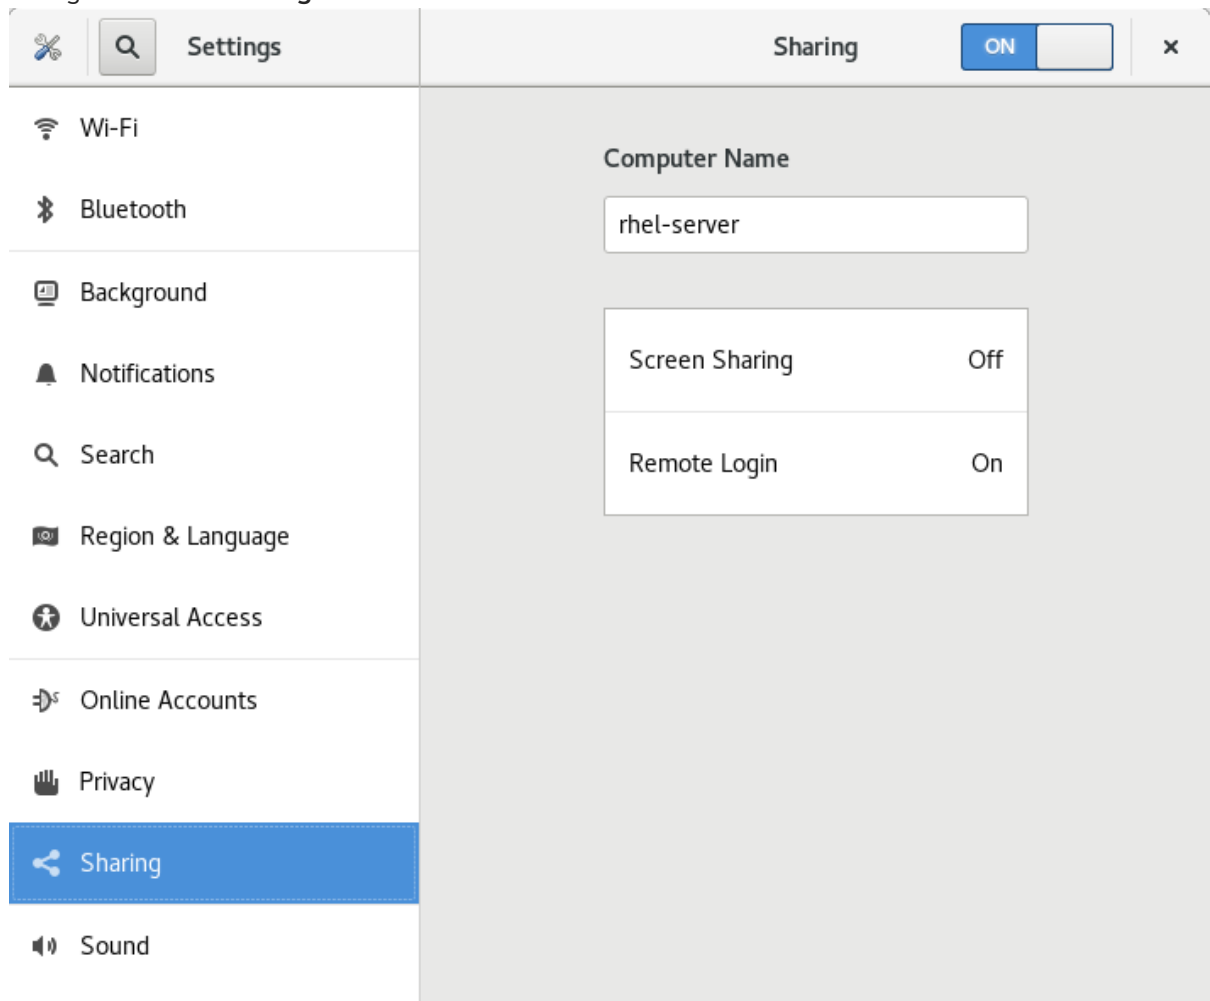 Settings
Sharing
ON
Wi-Fi
Bluetooth
Background
Notifications
Search
Region & Language
Universal Access
Online Accounts
Privacy
Sharing
Sound
Computer Name
rhel-server
Screen Sharing Off
Remote Login On